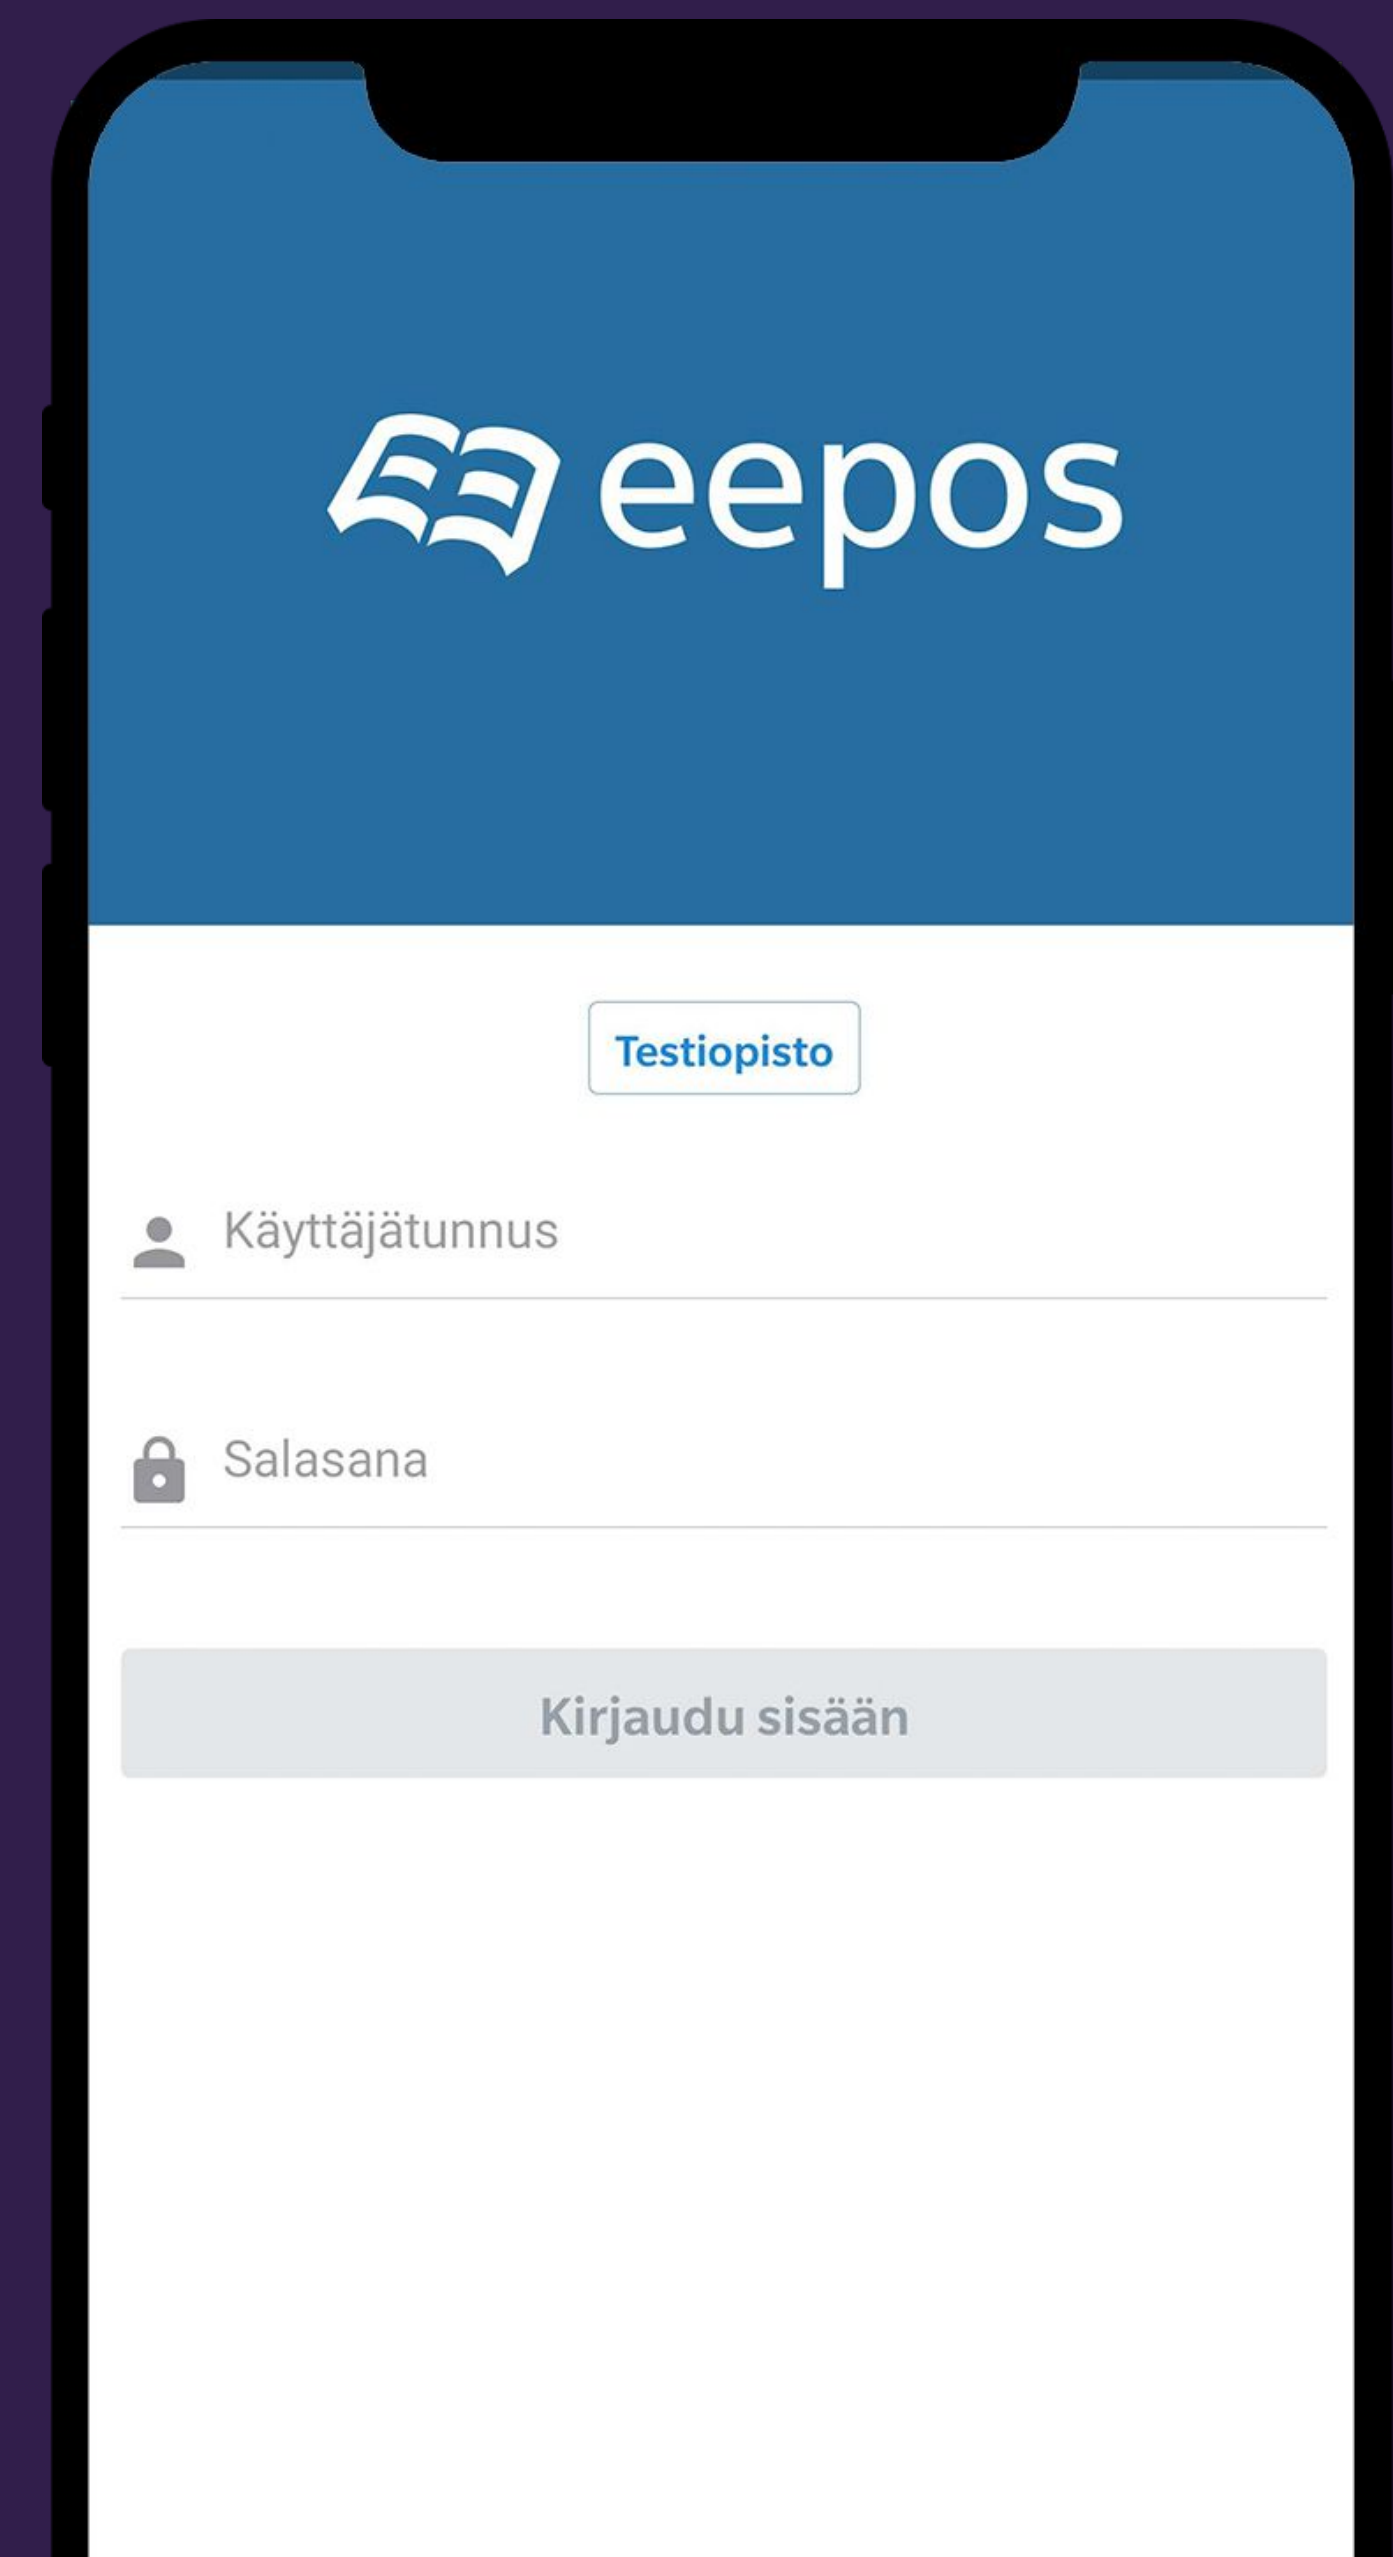 eepos
Testiopisto
Käyttäjätunnus
Salasana
Kirjaudu sisään